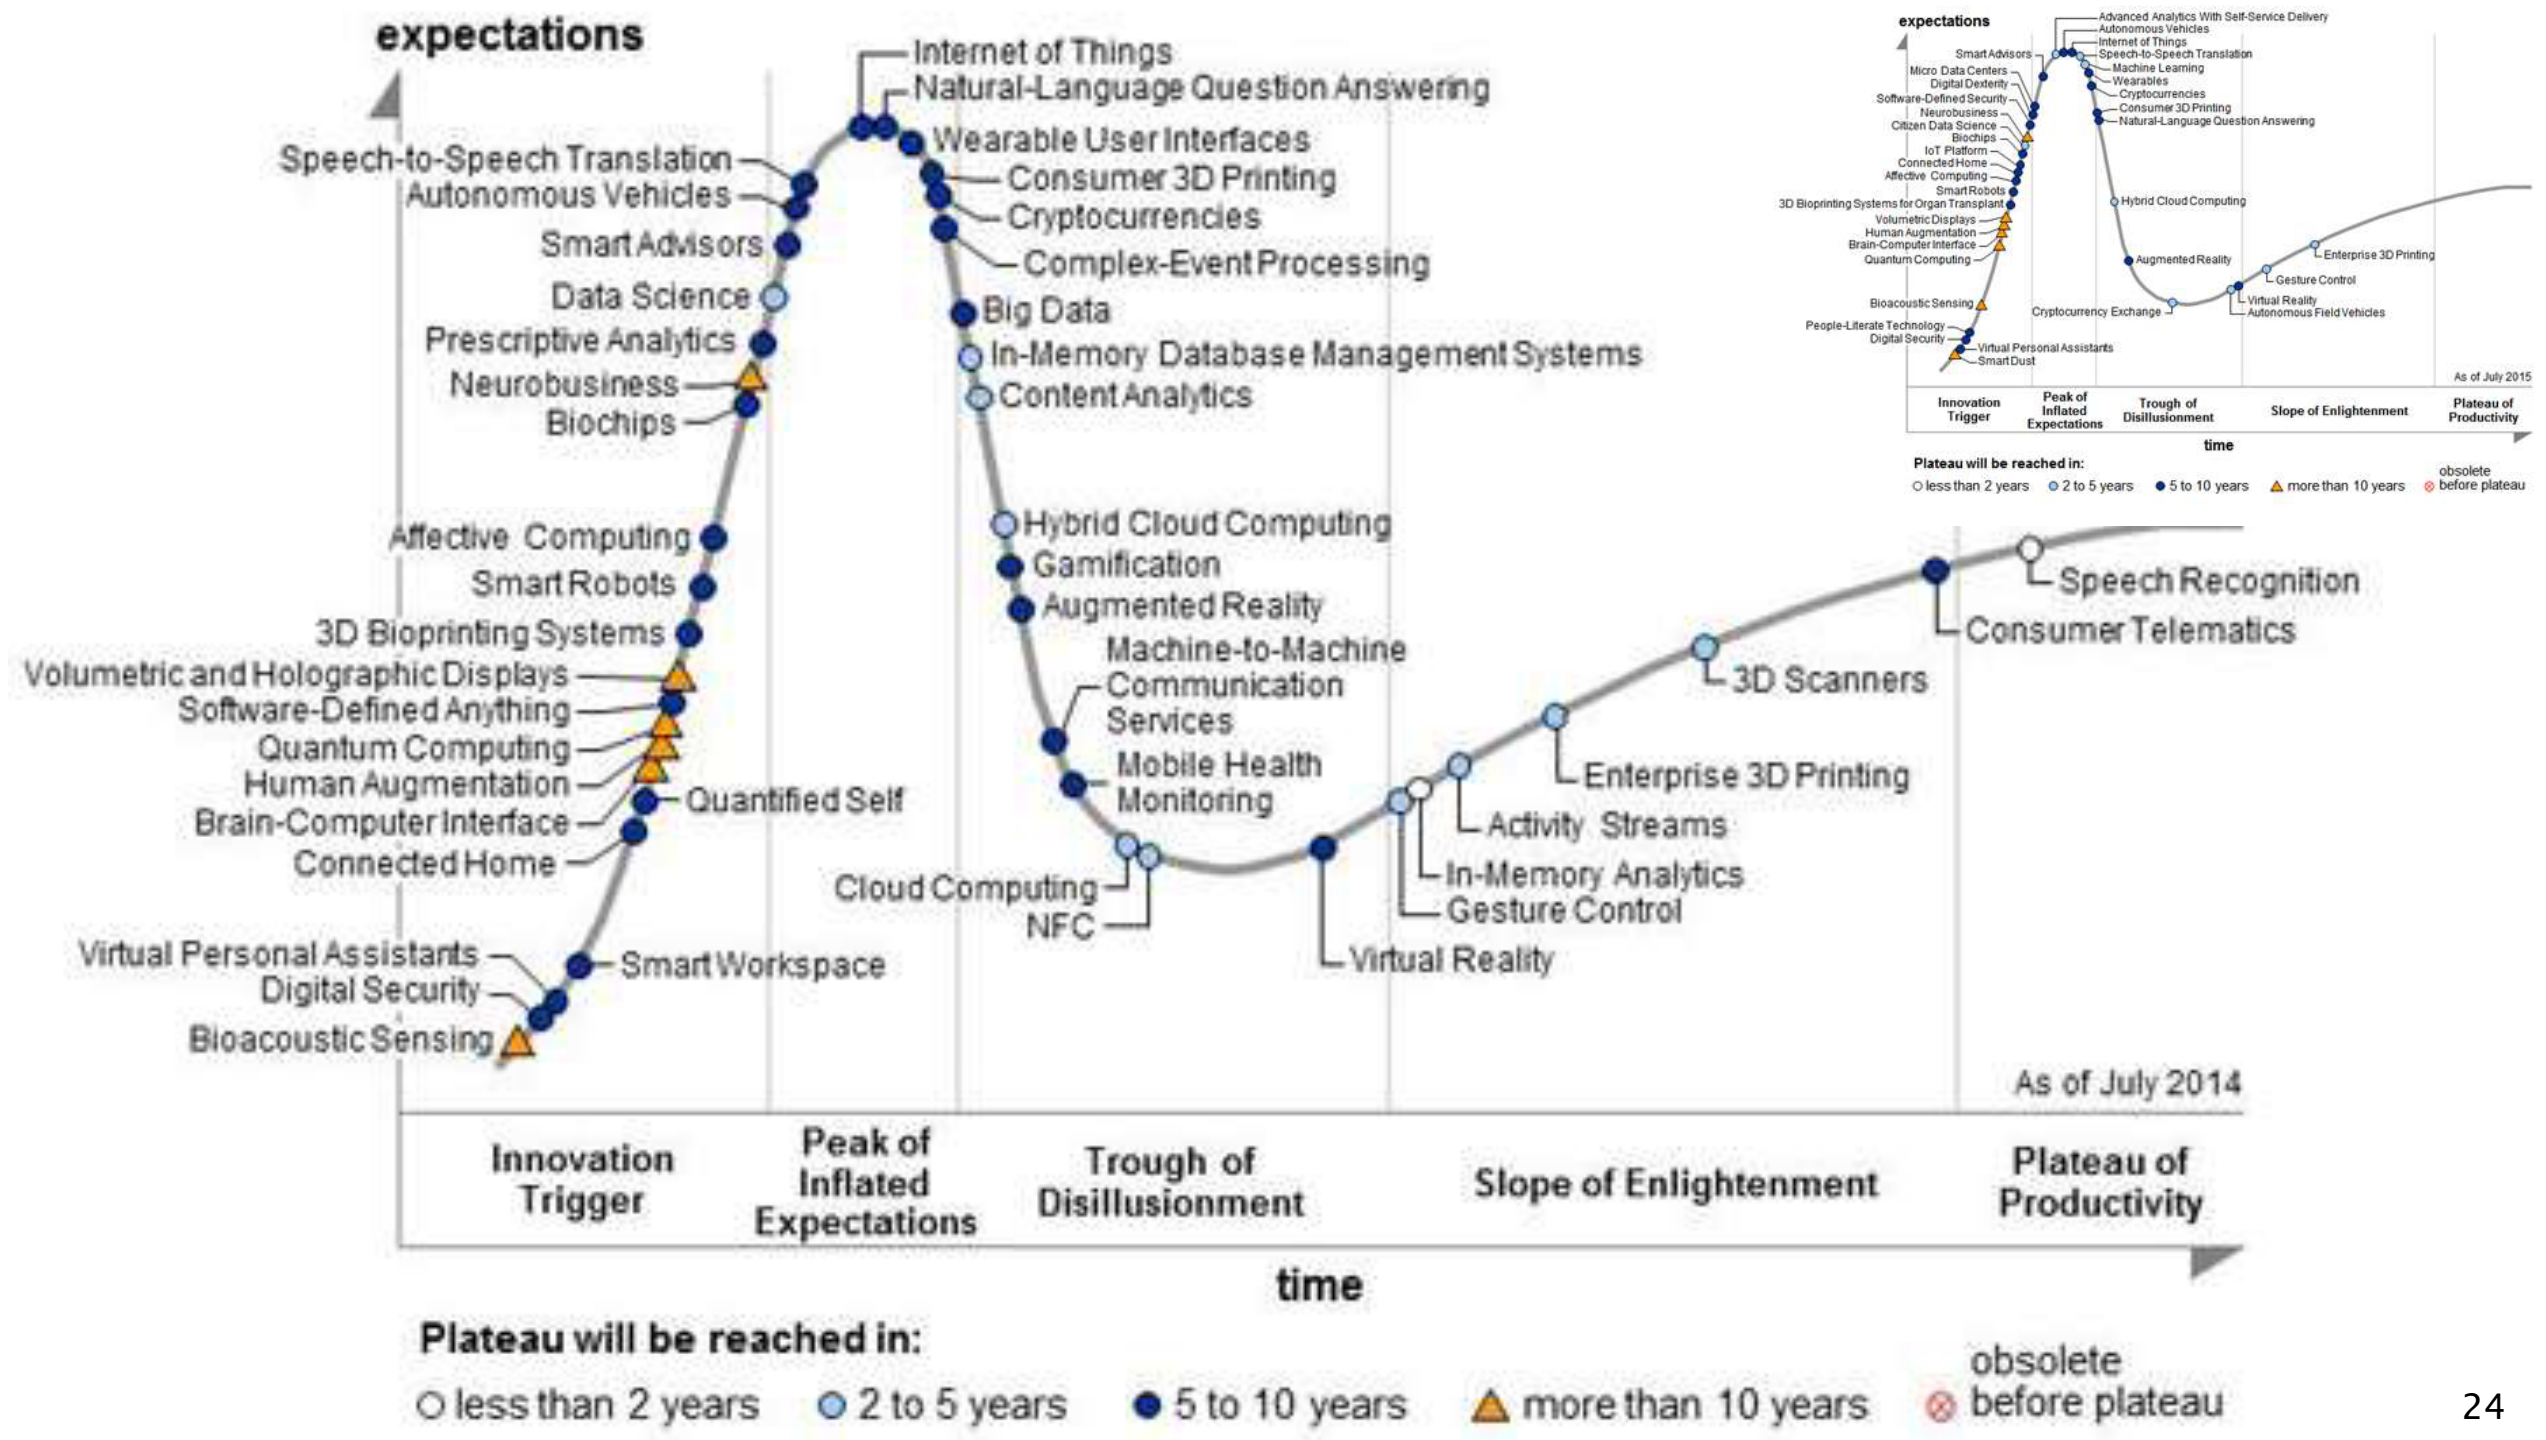 expectations
Internet of Things
Natural-Language Question Answering
Wearable User Interfaces
Speech-to-Speech Translation
Consumer 3D Printing
Autonomous Vehicles
Cryptocurrencies
Smart Advisors
Complex-Event Processing
Data Science
Big Data
Prescriptive Analytics
In-Memory Database Management Systems
Neurobusiness
Content Analytics
Biochips
Hybrid Cloud Computing
Affective Computing
Gamification
Smart Robots
Augmented Reality
3D Bioprinting Systems
Machine-to-Machine
Communication
Services
Volumetric and Holographic Displays
Software-Defined Anything
Quantum Computing
Mobile Health
Monitoring
Human Augmentation
Quantified Self
Brain-Computer Interface
Connected Home
Cloud Computing
NFC
Virtual Personal Assistants
Smart Workspace
Digital Security
Bioacoustic Sensing
Speech Recognition
Consumer Telematics
3D Scanners
Enterprise 3D Printing
Activity Streams
In-Memory Analytics
Gesture Control
Virtual Reality
As of July 2014
Innovation
Trigger
Peak of
Inflated
Expectations
Trough of
Disillusionment
Slope of Enlightenment
Plateau of
Productivity
time
Plateau will be reached in:
less than 2 years
2 to 5 years
5 to 10 years
more than 10 years
obsolete
before plateau
expectations
Advanced Analytics With Self-Service Delivery
Autonomous Vehicles
Internet of Things
Smart Advisors
Speech-to-Speech Translation
Micro Data Centers
Machine Learning
Digital Dexterity
Wearables
Software-Defined Security
Cryptocurrencies
Neurobusiness
Consumer 3D Printing
Citizen Data Science
Natural-Language Question Answering
Biochips
IoT Platform
Connected Home
Affective Computing
Smart Robots
3D Bioprinting Systems for Organ Transplant
Hybrid Cloud Computing
Volumetric Displays
Human Augmentation
Brain-Computer Interface
Quantum Computing
Augmented Reality
Enterprise 3D Printing
Gesture Control
Bioacoustic Sensing
Virtual Reality
Cryptocurrency Exchange
Autonomous Field Vehicles
People-Literate Technology
Digital Security
Virtual Personal Assistants
Smart Dust
As of July 2015
Innovation
Trigger
Peak of
Inflated
Expectations
Trough of
Disillusionment
Slope of Enlightenment
Plateau of
Productivity
time
Plateau will be reached in:
less than 2 years
2 to 5 years
5 to 10 years
more than 10 years
obsolete
before plateau
24